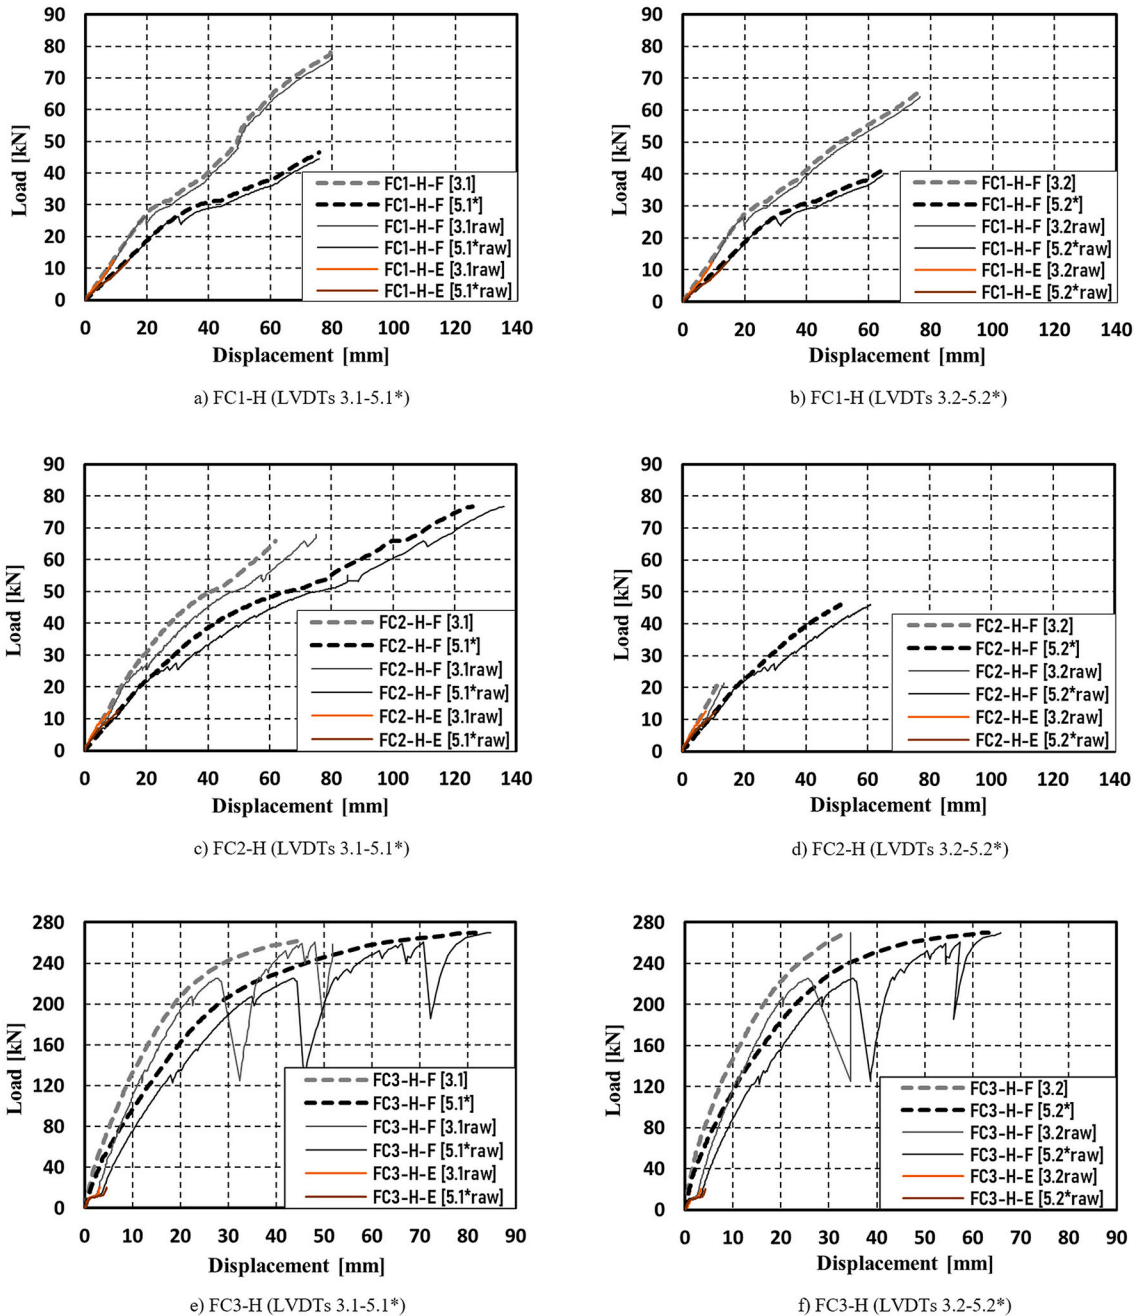 90
80
70
60
50
40
30
20
10
0
Load [kN]
FC1-H-F [3.1]
FC1-H-F [5.1*]
FC1-H-F [3.1raw]
FC1-H-F [5.1*raw]
FC1-H-E [3.1raw]
FC1-H-E [5.1*raw]
0 20 40 60 80 100 120 140
Displacement [mm]
a) FC1-H (LVDTs 3.1-5.1*)
90
80
70
60
50
40
30
20
10
0
Load [kN]
FC1-H-F [3.2]
FC1-H-F [5.2*]
FC1-H-F [3.2raw]
FC1-H-F [5.2*raw]
FC1-H-E [3.2raw]
FC1-H-E [5.2*raw]
0 20 40 60 80 100 120 140
Displacement [mm]
b) FC1-H (LVDTs 3.2-5.2*)
90
80
70
60
50
40
30
20
10
0
Load [kN]
FC2-H-F [3.1]
FC2-H-F [5.1*]
FC2-H-F [3.1raw]
FC2-H-F [5.1*raw]
FC2-H-E [3.1raw]
FC2-H-E [5.1*raw]
0 20 40 60 80 100 120 140
Displacement [mm]
c) FC2-H (LVDTs 3.1-5.1*)
90
80
70
60
50
40
30
20
10
0
Load [kN]
FC2-H-F [3.2]
FC2-H-F [5.2*]
FC2-H-F [3.2raw]
FC2-H-F [5.2*raw]
FC2-H-E [3.2raw]
FC2-H-E [5.2*raw]
0 20 40 60 80 100 120 140
Displacement [mm]
d) FC2-H (LVDTs 3.2-5.2*)
280
240
200
160
120
80
40
0
Load [kN]
FC3-H-F [3.1]
FC3-H-F [5.1*]
FC3-H-F [3.1raw]
FC3-H-F [5.1*raw]
FC3-H-E [3.1raw]
FC3-H-E [5.1*raw]
0 10 20 30 40 50 60 70 80 90
Displacement [mm]
e) FC3-H (LVDTs 3.1-5.1*)
280
240
200
160
120
80
40
0
Load [kN]
FC3-H-F [3.2]
FC3-H-F [5.2*]
FC3-H-F [3.2raw]
FC3-H-F [5.2*raw]
FC3-H-E [3.2raw]
FC3-H-E [5.2*raw]
0 10 20 30 40 50 60 70 80 90
Displacement [mm]
f) FC3-H (LVDTs 3.2-5.2*)